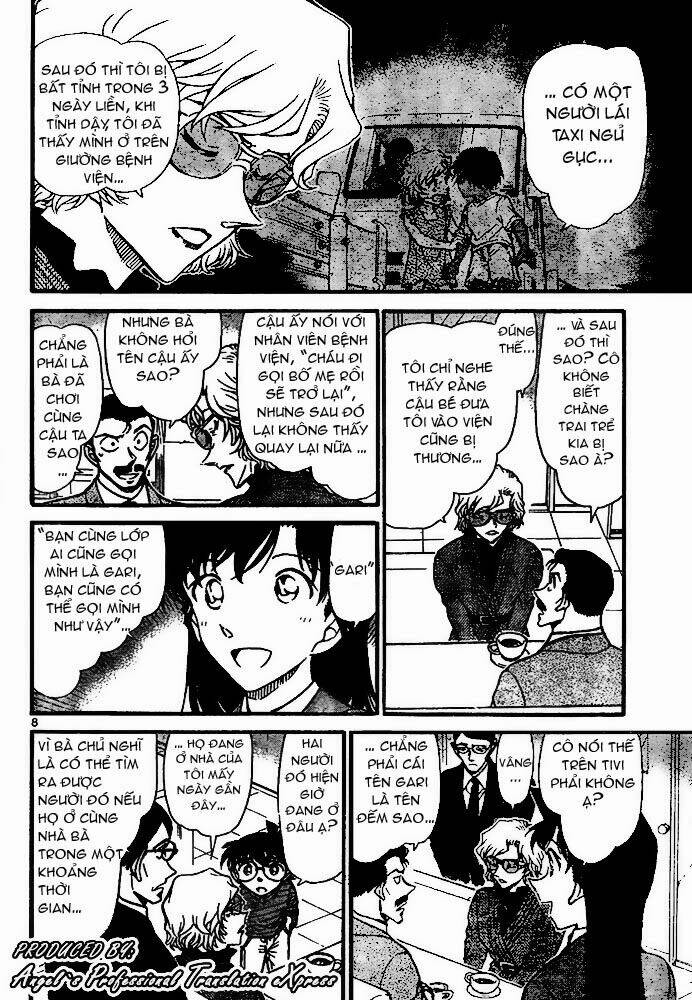 ... CÓ MỘT
NGƯỜI LÁI
TAXI NGỦ
GỤC...
SAU ĐÓ THÌ TÔI BỊ
BẤT TỈNH TRONG 3
NGÀY LIỀN, KHI
TỈNH DẬY, TÔI ĐÃ
THẤY MÌNH Ở TRÊN
GIƯỜNG BỆNH
VIỆN...
... VÀ SAU
ĐÓ THÌ
SAO? CÔ
KHÔNG
BIẾT
CHÀNG
TRAI TRẺ
KIA BỊ
SAO À?
ĐÚNG
THẾ...
TÔI CHỈ NGHE
THẤY RẰNG
CẬU BÉ ĐƯA
TÔI VÀO VIỆN
CŨNG BỊ
THƯƠNG...
CẬU ẤY NÓI VỚI
NHÂN VIÊN BỆNH
VIỆN, "CHÁU ĐI
GỌI BỐ MẸ RỒI
SẼ TRỞ LẠI",
NHƯNG SAU ĐÓ
LẠI KHÔNG THẤY
QUAY LẠI NỮA ...
NHƯNG BÀ
KHÔNG HỎI
TÊN CẬU ẤY
SAO?
CHẲNG
PHẢI LÀ
BÀ ĐÃ
CHƠI
CÙNG
CẬU TA
SAO
...
"GARI"
"BẠN CÙNG LỚP
AI CŨNG GỌI
MÌNH LÀ GARI,
BẠN CŨNG CÓ
THỂ GỌI MÌNH
NHƯ VẬY"...
8
CÔ NÓI THẾ
TRÊN TIVI
PHẢI KHÔNG
Ạ?
VÂNG
...
... CHẲNG
PHẢI CÁI
TÊN GARI
LÀ TÊN
ĐỆM SAO...
HAI
NGƯỜI
ĐÓ HIỆN
GIỜ
ĐANG Ở
ĐÂU Ạ?
... HỌ ĐANG
Ở NHÀ CỦA
TÔI MẤY
NGÀY GẦN
ĐÂY...
VÌ BÀ CHỦ NGHĨ
LÀ CÓ THỂ TÌM
RA ĐƯỢC
NGƯỜI ĐÓ NẾU
HỌ Ở CÙNG
NHÀ BÀ
TRONG MỘT
KHOẢNG
THỜI
GIAN...
PRODUCED BY:
Angel's Professional Translation eXpress